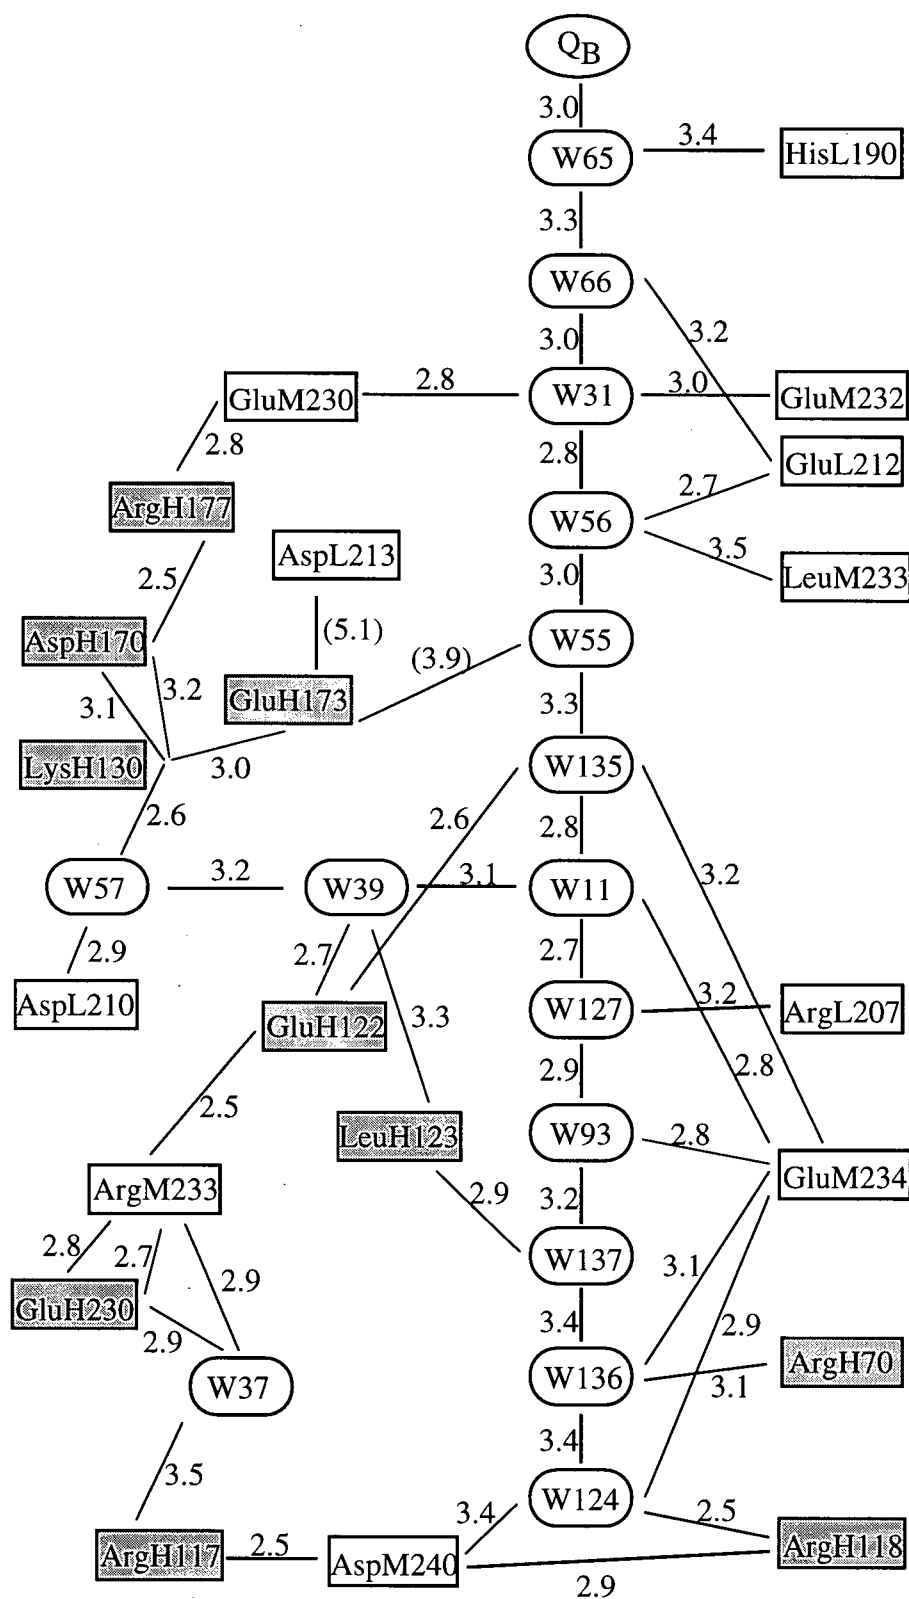 QB
3.0
W65
3.4
HisL190
3.3
W66
3.0
3.2
GluM230
2.8
W31
3.0
GluM232
2.8
2.8
2.7
GluL212
ArgH177
W56
3.5
LeuM233
AspL213
2.5
3.0
(5.1)
AspH170
(3.9)
W55
3.1
3.2
GluH173
3.3
LysH130
3.0
W135
2.6
2.6
2.8
3.2
W57
3.2
W39
3.1
W11
2.9
2.7
2.7
AspL210
GluH122
3.3
W127
3.2
ArgL207
2.9
2.8
2.5
LeuH123
W93
2.8
GluM234
ArgM233
2.9
3.2
2.8
2.7
2.9
W137
3.1
GluH230
2.9
3.4
2.9
W37
W136
3.1
ArgH70
3.4
3.5
W124
3.4
2.5
ArgH117
2.5
AspM240
ArgH118
2.9